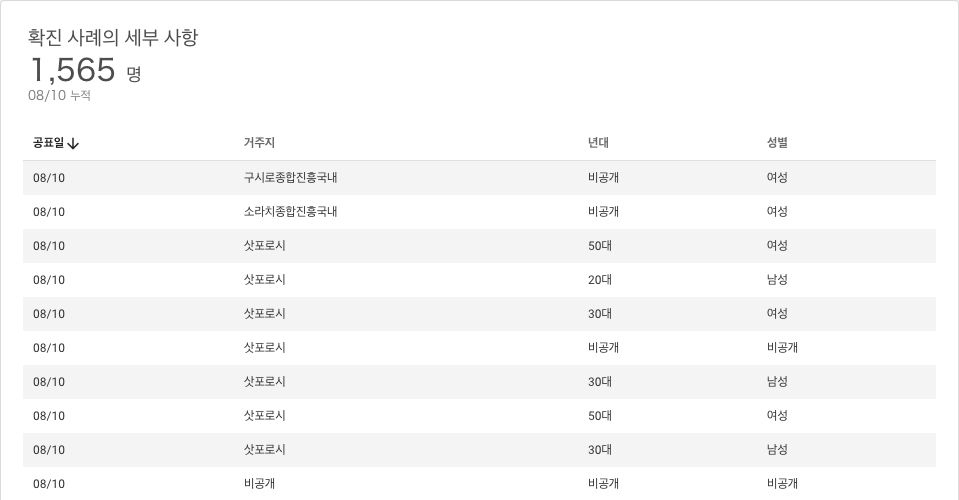 확진 사례의 세부 사항
1,565 명
08/10 누적
공표일 거주지 년대 성별
08/10 구시로종합진흥국내 비공개 여성
08/10 소라치종합진흥국내 비공개 여성
08/10 삿포로시 50대 여성
08/10 삿포로시 20대 남성
08/10 삿포로시 30대 여성
08/10 삿포로시 비공개 비공개
08/10 삿포로시 30대 남성
08/10 삿포로시 50대 여성
08/10 삿포로시 30대 남성
08/10 비공개 비공개 비공개